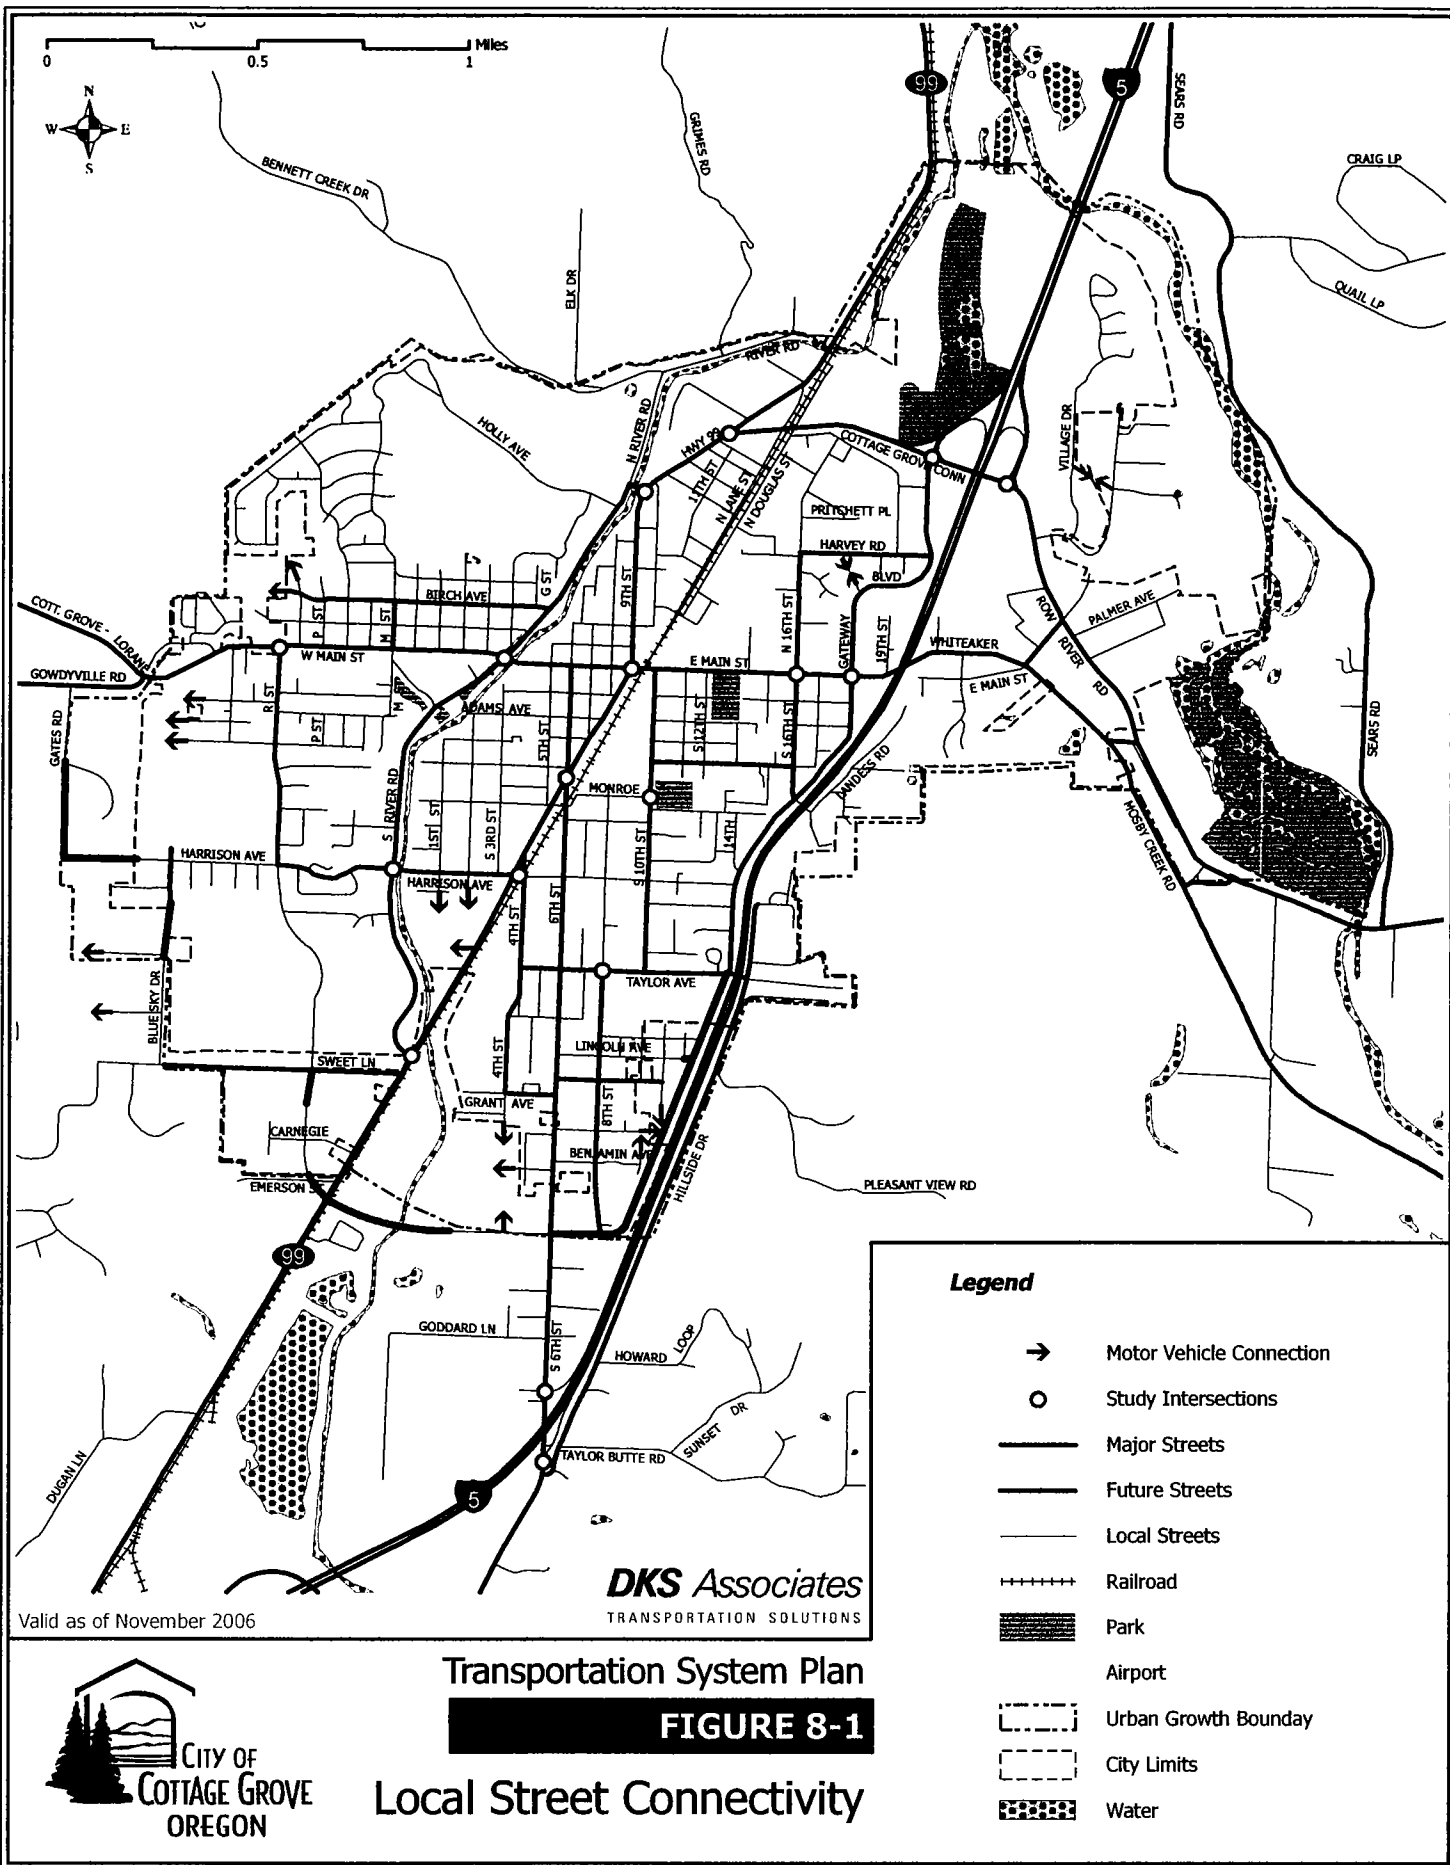 Miles
0 0.5 1
N
W E
S
99
5
SEARS RD
CRAIG LP
QUAIL LP
GRIMES RD
BENNETT CREEK DR
ELK DR
RIVER RD
N RIVER RD
HOLLY AVE
HWY 99
11TH ST
N LANE ST
N DOUGLAS ST
COTTAGE GROVE CONN
VILLAGE DR
PRITCHETT PL
HARVEY RD
BLVD
G ST
9TH ST
BIRCH AVE
P ST
M ST
N 16TH ST
GATEWAY
19TH ST
ROW RIVER RD
PALMER AVE
COTT. GROVE - LORANE
GOWDYVILLE RD
W MAIN ST
E MAIN ST
WHITEAKER
E MAIN ST
GATES RD
R ST
P ST
M ST
ADAMS AVE
5TH ST
S 12TH ST
S 16TH ST
SEARS RD
LANDESS RD
MONROE
S RIVER RD
1ST ST
S 3RD ST
S 10TH ST
14TH
MOSBY CREEK RD
HARRISON AVE
HARRISON AVE
4TH ST
6TH ST
TAYLOR AVE
BLUE SKY DR
SWEET LN
4TH ST
LINCOLN AVE
GRANT AVE
8TH ST
CARNEGIE
BENJAMIN AVE
HILLSIDE DR
EMERSON ST
PLEASANT VIEW RD
99
GODDARD LN
S 6TH ST
HOWARD LOOP
SUNSET DR
TAYLOR BUTTE RD
DUGAN LN
5
Valid as of November 2006
DKS Associates
TRANSPORTATION SOLUTIONS
Legend
Motor Vehicle Connection
Study Intersections
Major Streets
Future Streets
Local Streets
Railroad
Park
Airport
Urban Growth Bounday
City Limits
Water
CITY OF
COTTAGE GROVE
OREGON
Transportation System Plan
FIGURE 8-1
Local Street Connectivity